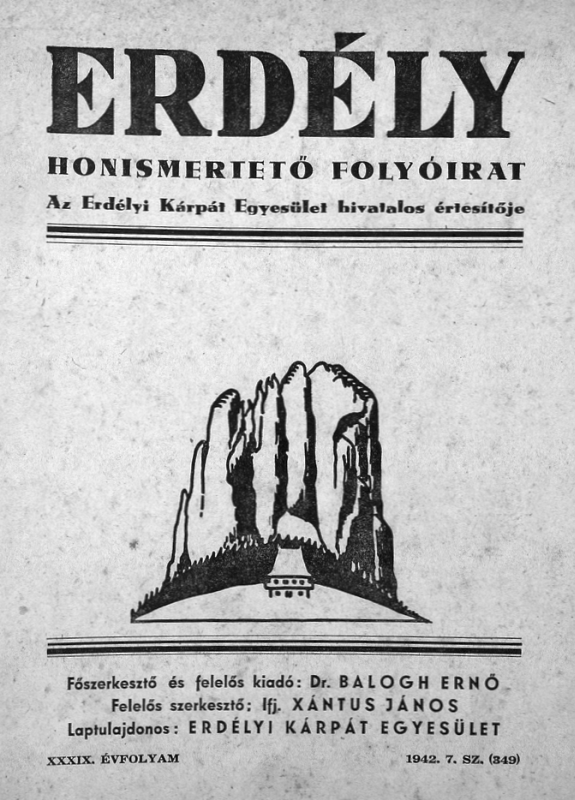 ERDÉLY
HONISMERTETŐ FOLYÓIRAT
Az Erdélyi Kárpát Egyesület hivatalos értesítője
Főszerkesztő és felelős kiadó: Dr. BALOGH ERNŐ
Felelős szerkesztő; Ifj. XÁNTUS JÁNOS
Laptulajdonos: ERDÉLYI KÁRPÁT EGYESÜLET
XXXIX. ÉVFOLYAM
1942. 7. SZ. (349)